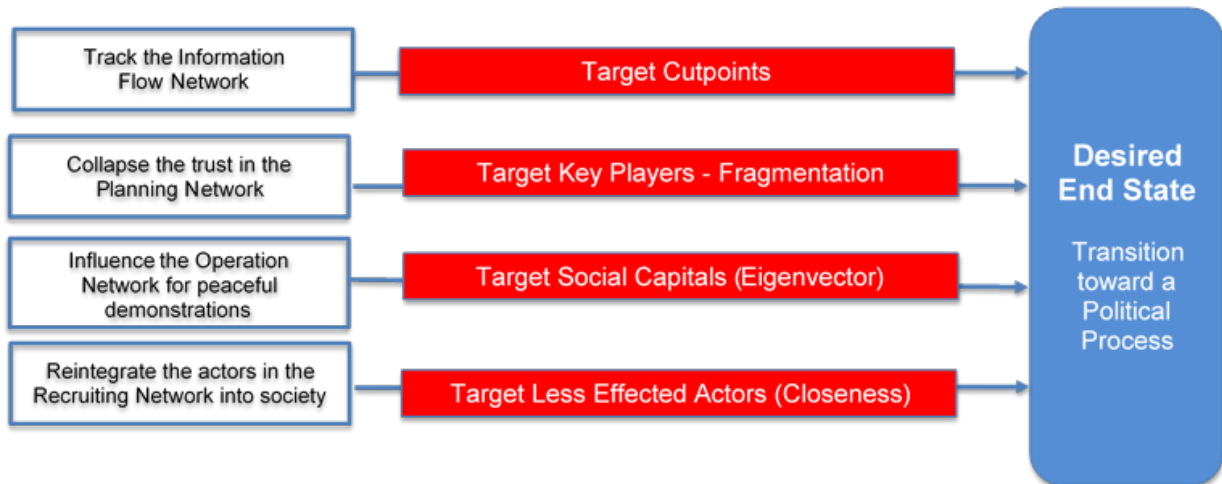 Track the Information
Flow Network
Target Cutpoints
Collapse the trust in the
Planning Network
Target Key Players - Fragmentation
Influence the Operation
Network for peaceful
demonstrations
Target Social Capitals (Eigenvector)
Reintegrate the actors in the
Recruiting Network into society
Target Less Effected Actors (Closeness)
Desired
End State
Transition
toward a
Political
Process